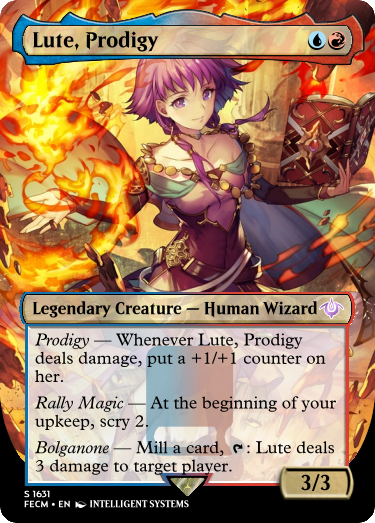 Lute, Prodigy
Legendary Creature — Human Wizard
Prodigy — Whenever Lute, Prodigy
deals damage, put a +1/+1 counter on
her.
Rally Magic — At the beginning of your
upkeep, scry 2.
Bolganone — Mill a card, : Lute deals
3 damage to target player.
3/3
S 1631
FECM • EN INTELLIGENT SYSTEMS